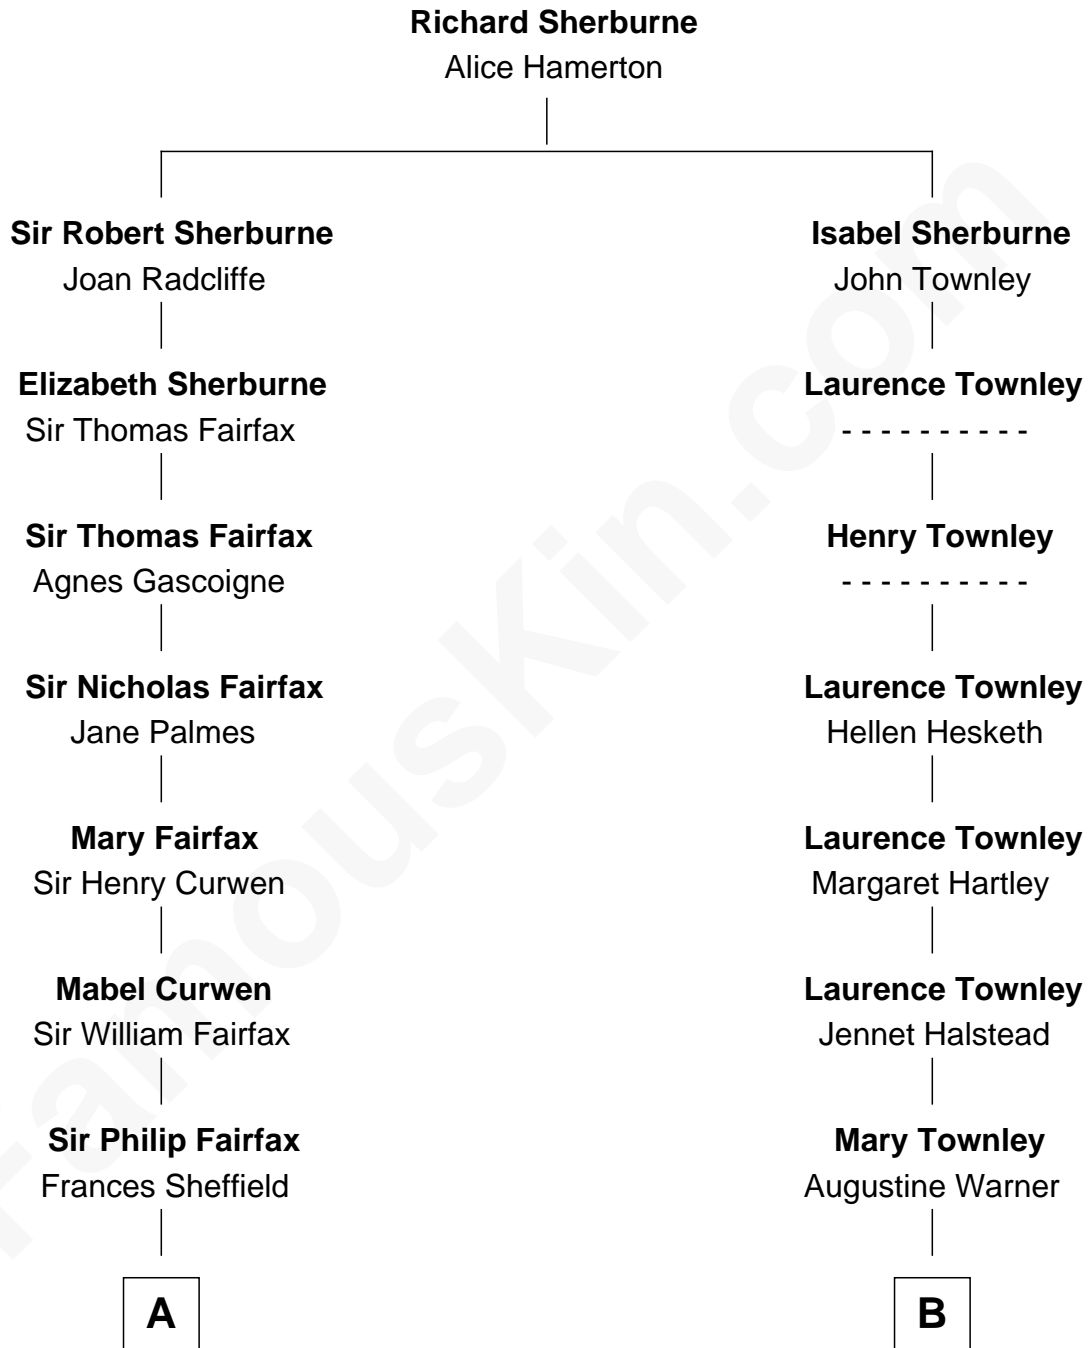 Richard Sherburne
Alice Hamerton
Sir Robert Sherburne
Joan Radcliffe
Isabel Sherburne
John Townley
Elizabeth Sherburne
Sir Thomas Fairfax
Laurence Townley
- - - - - - - - - -
Sir Thomas Fairfax
Agnes Gascoigne
Henry Townley
- - - - - - - - - -
Sir Nicholas Fairfax
Jane Palmes
Laurence Townley
Hellen Hesketh
Mary Fairfax
Sir Henry Curwen
Laurence Townley
Margaret Hartley
Mabel Curwen
Sir William Fairfax
Laurence Townley
Jennet Halstead
Sir Philip Fairfax
Frances Sheffield
Mary Townley
Augustine Warner
A
B
FamousKin.com